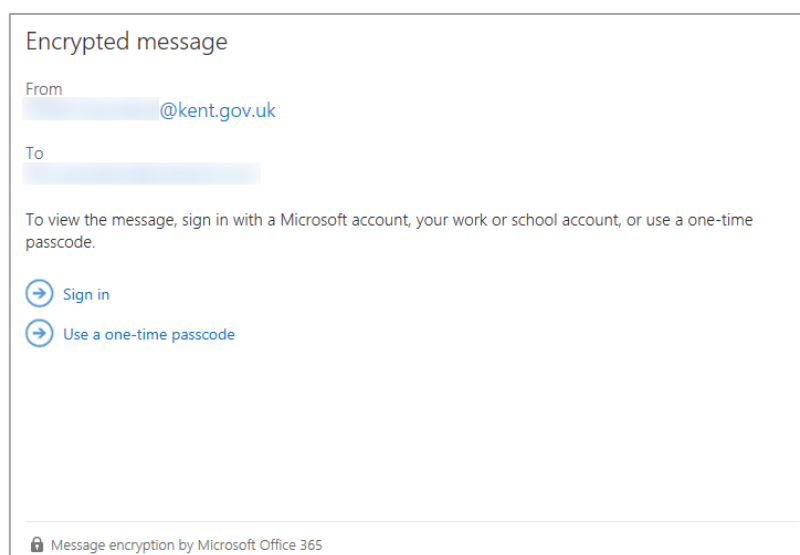 Encrypted message
From
@kent.gov.uk
To
To view the message, sign in with a Microsoft account, your work or school account, or use a one-time
passcode.
Sign in
Use a one-time passcode
Message encryption by Microsoft Office 365